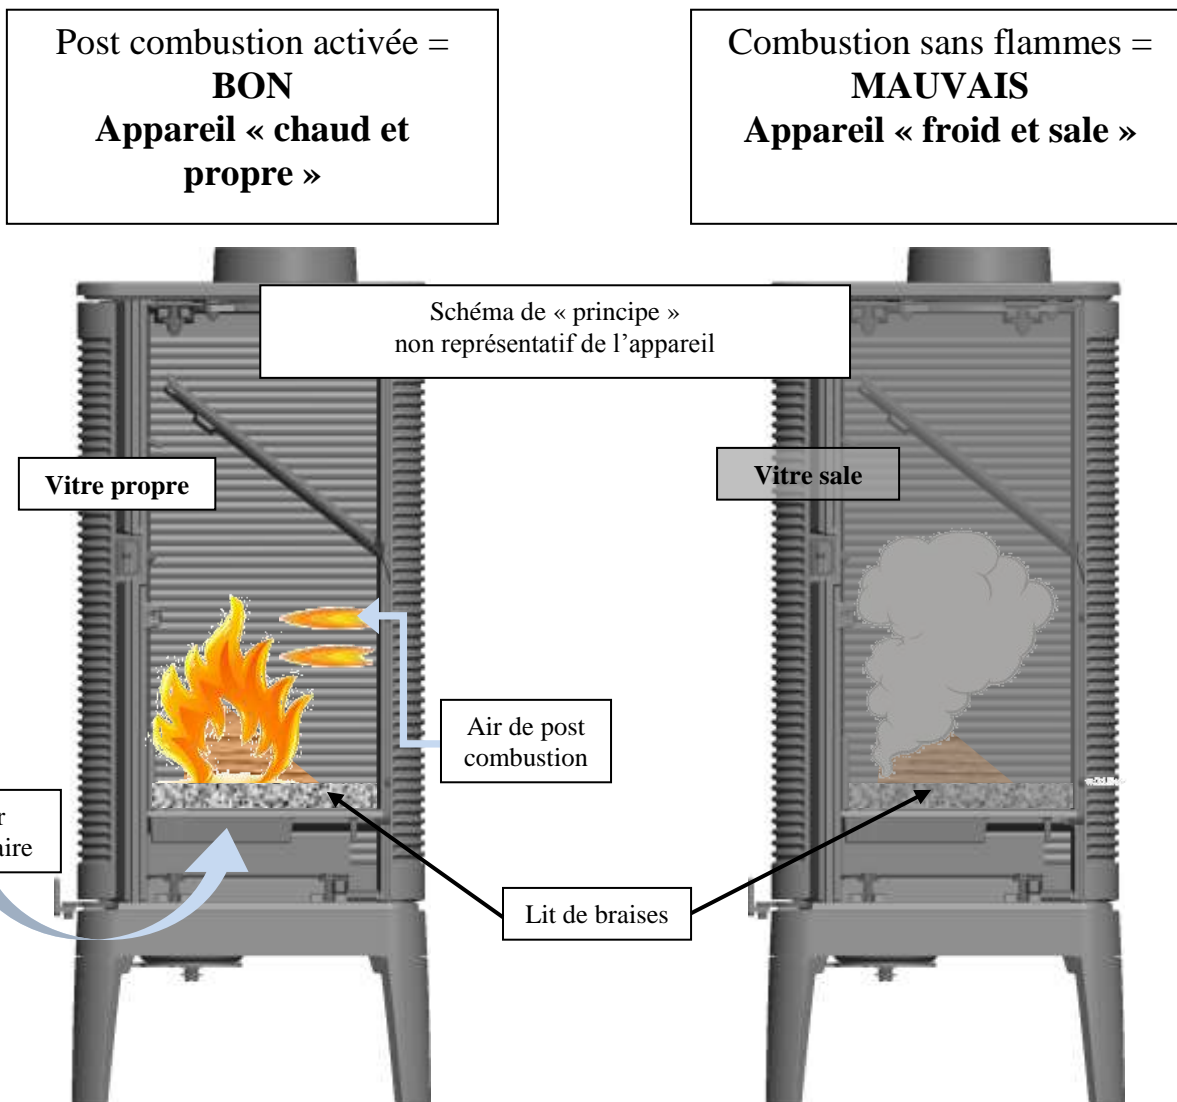 Post combustion activée =
BON
Appareil « chaud et
propre »
Combustion sans flammes =
MAUVAIS
Appareil « froid et sale »
Schéma de « principe »
non représentatif de l’appareil
Vitre propre
Vitre sale
Air de post
combustion
Lit de braises